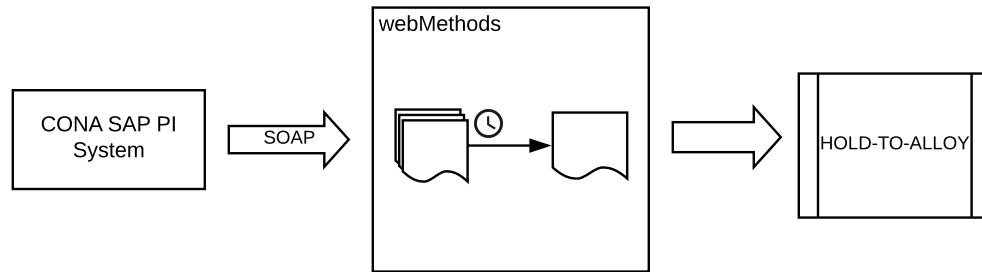 webMethods
CONA SAP PI
System
SOAP
HOLD-TO-ALLOY